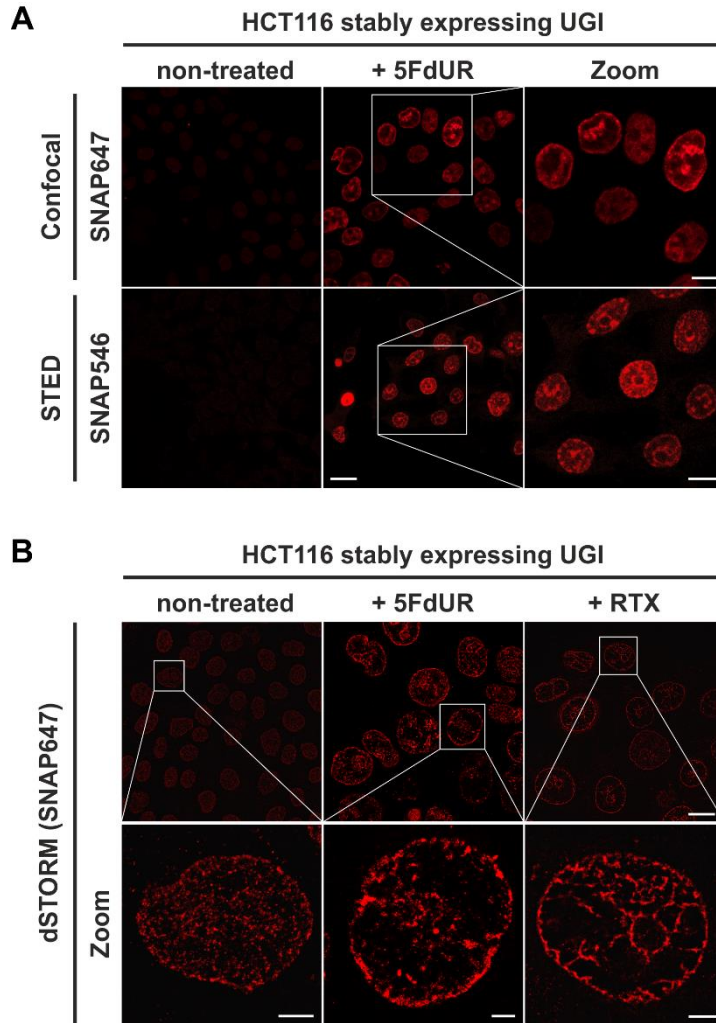 A
HCT116 stably expressing UGI
non-treated + 5FdUR Zoom
Confocal
SNAP647
STED
SNAP546
B
HCT116 stably expressing UGI
non-treated + 5FdUR + RTX
dSTORM (SNAP647)
Zoom